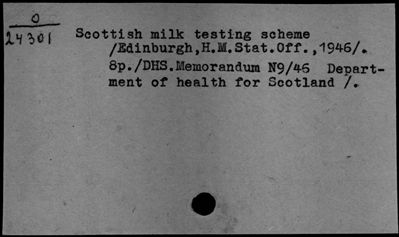 0
24301
Scottish milk testing scheme
/Edinburgh,H.M.Stat.Off.,1946/.
8p./DHS.Memorandum N9/46 Depart-
ment of health for Scotland /.